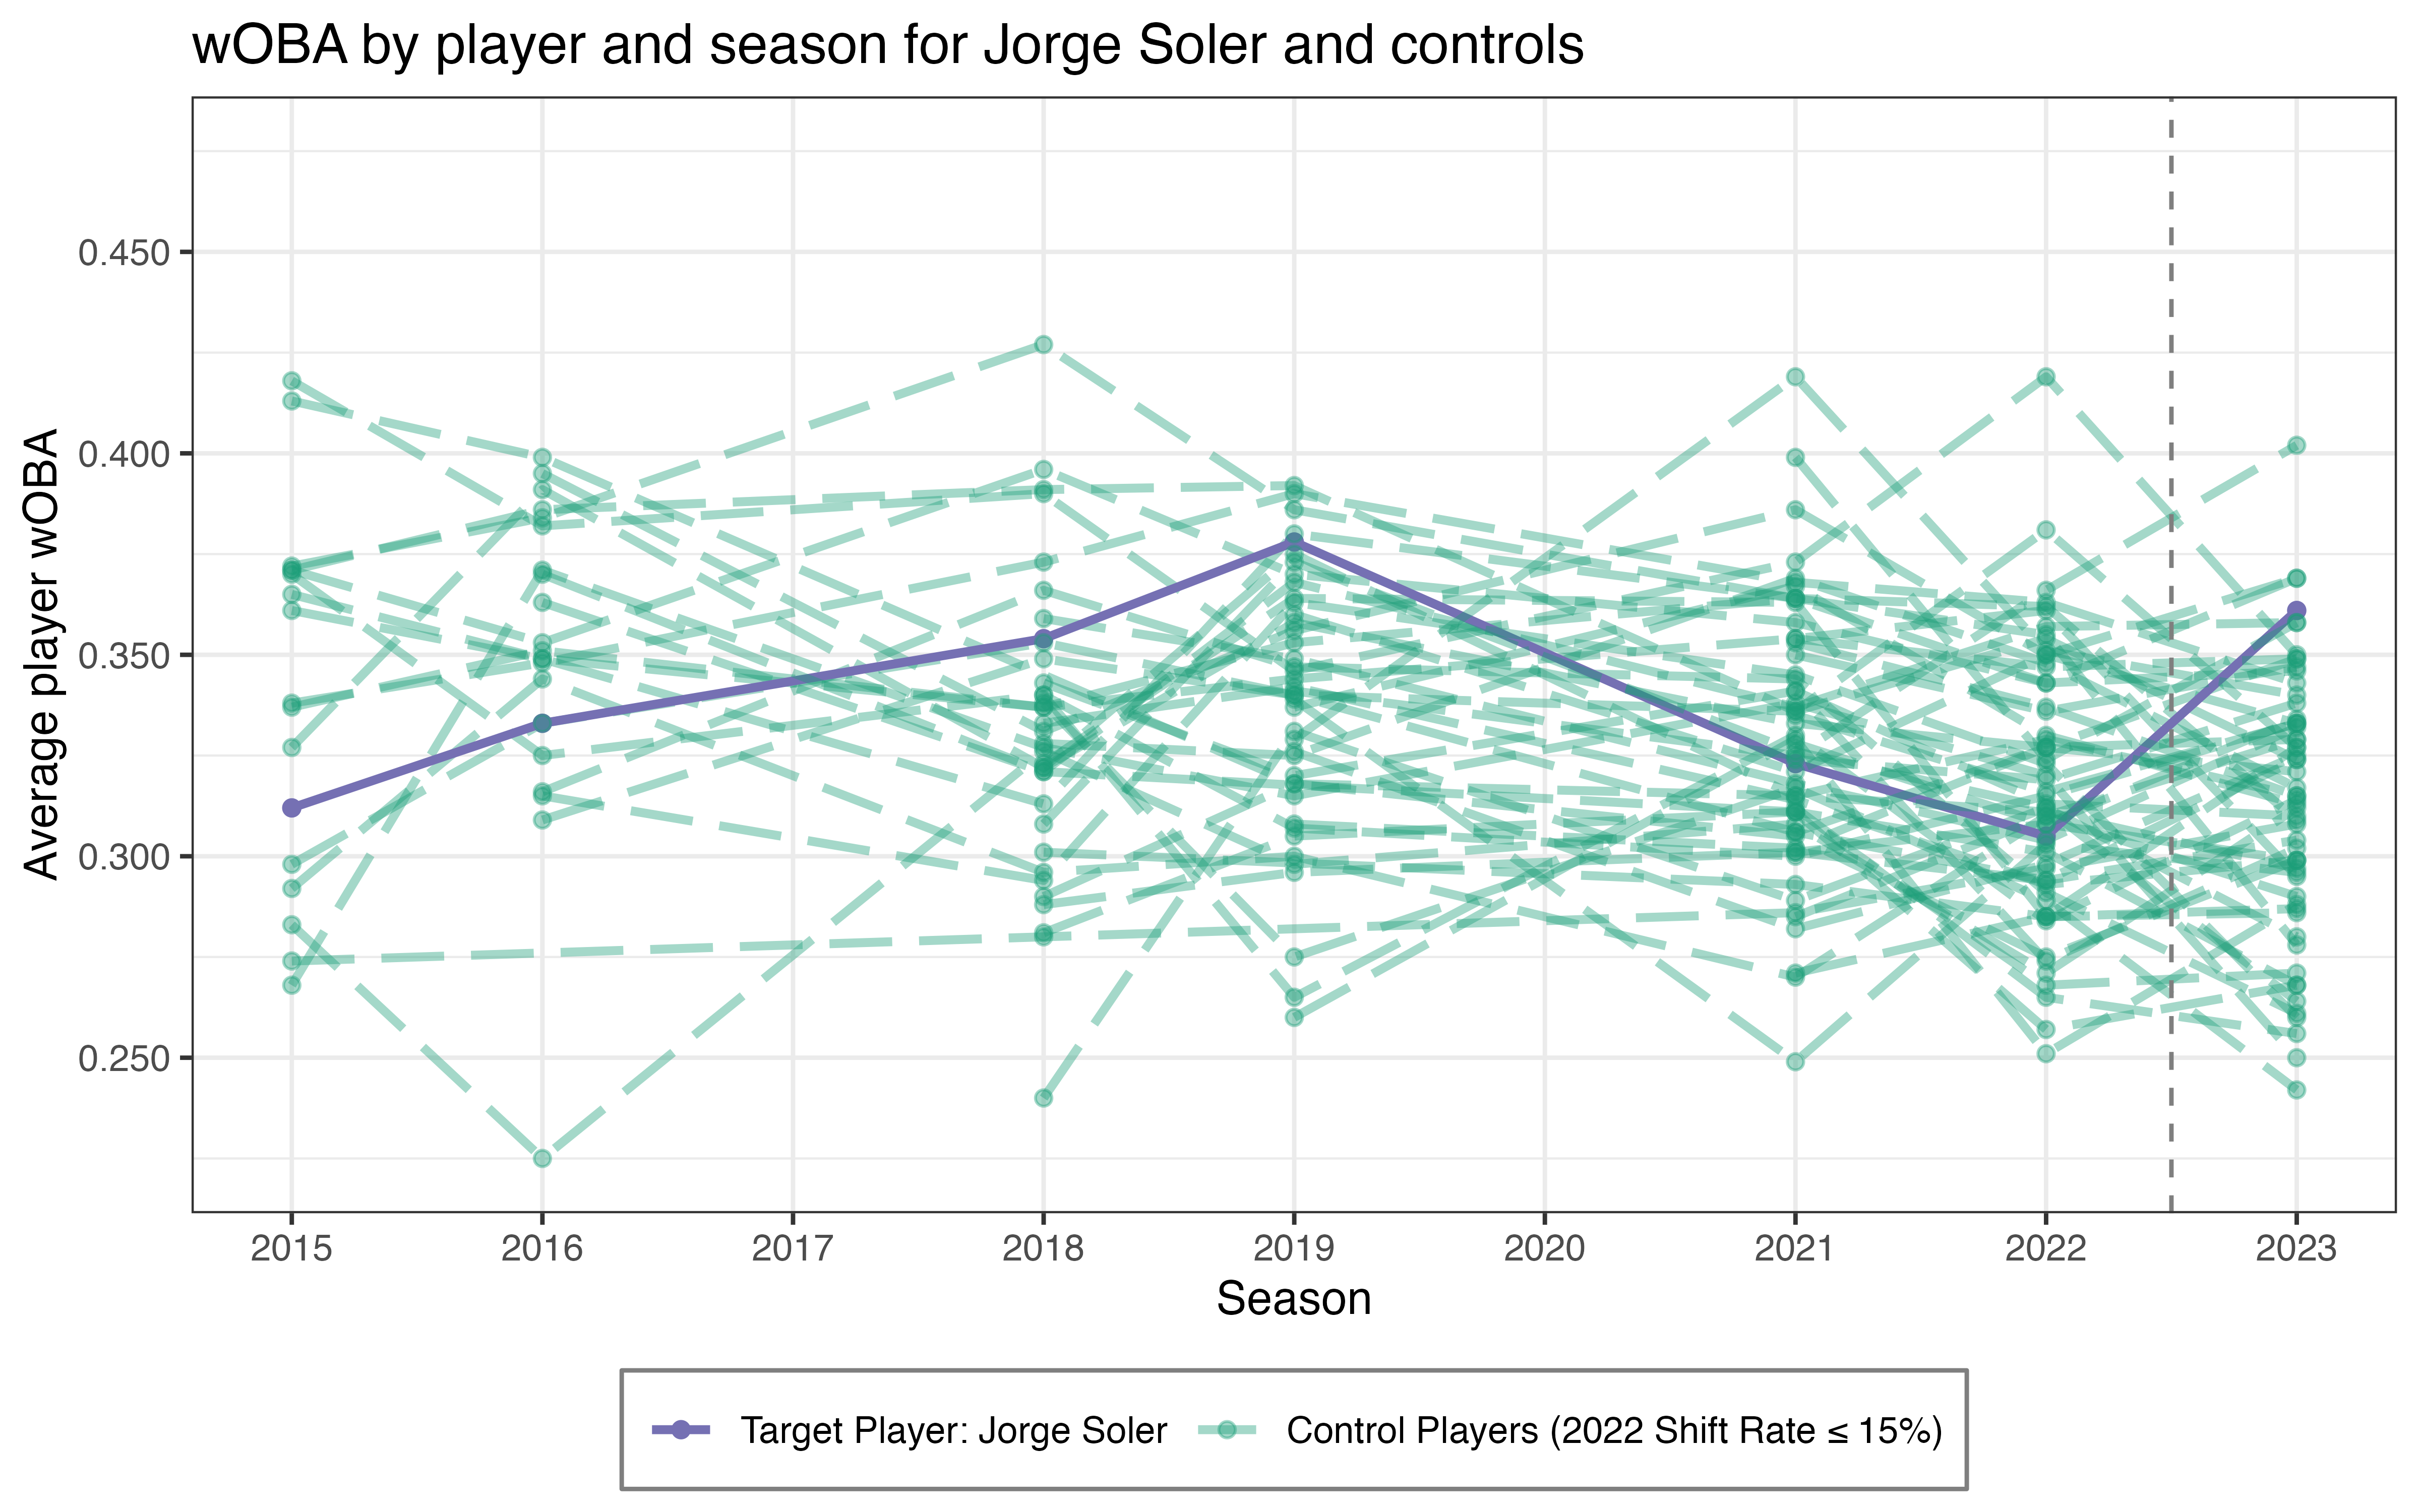 wOBA by player and season for Jorge Soler and controls
Average player wOBA
0.450
0.400
0.350
0.300
0.250
2015 2016 2017 2018 2019 2020 2021 2022 2023
Season
Target Player: Jorge Soler Control Players (2022 Shift Rate ≤ 15%)